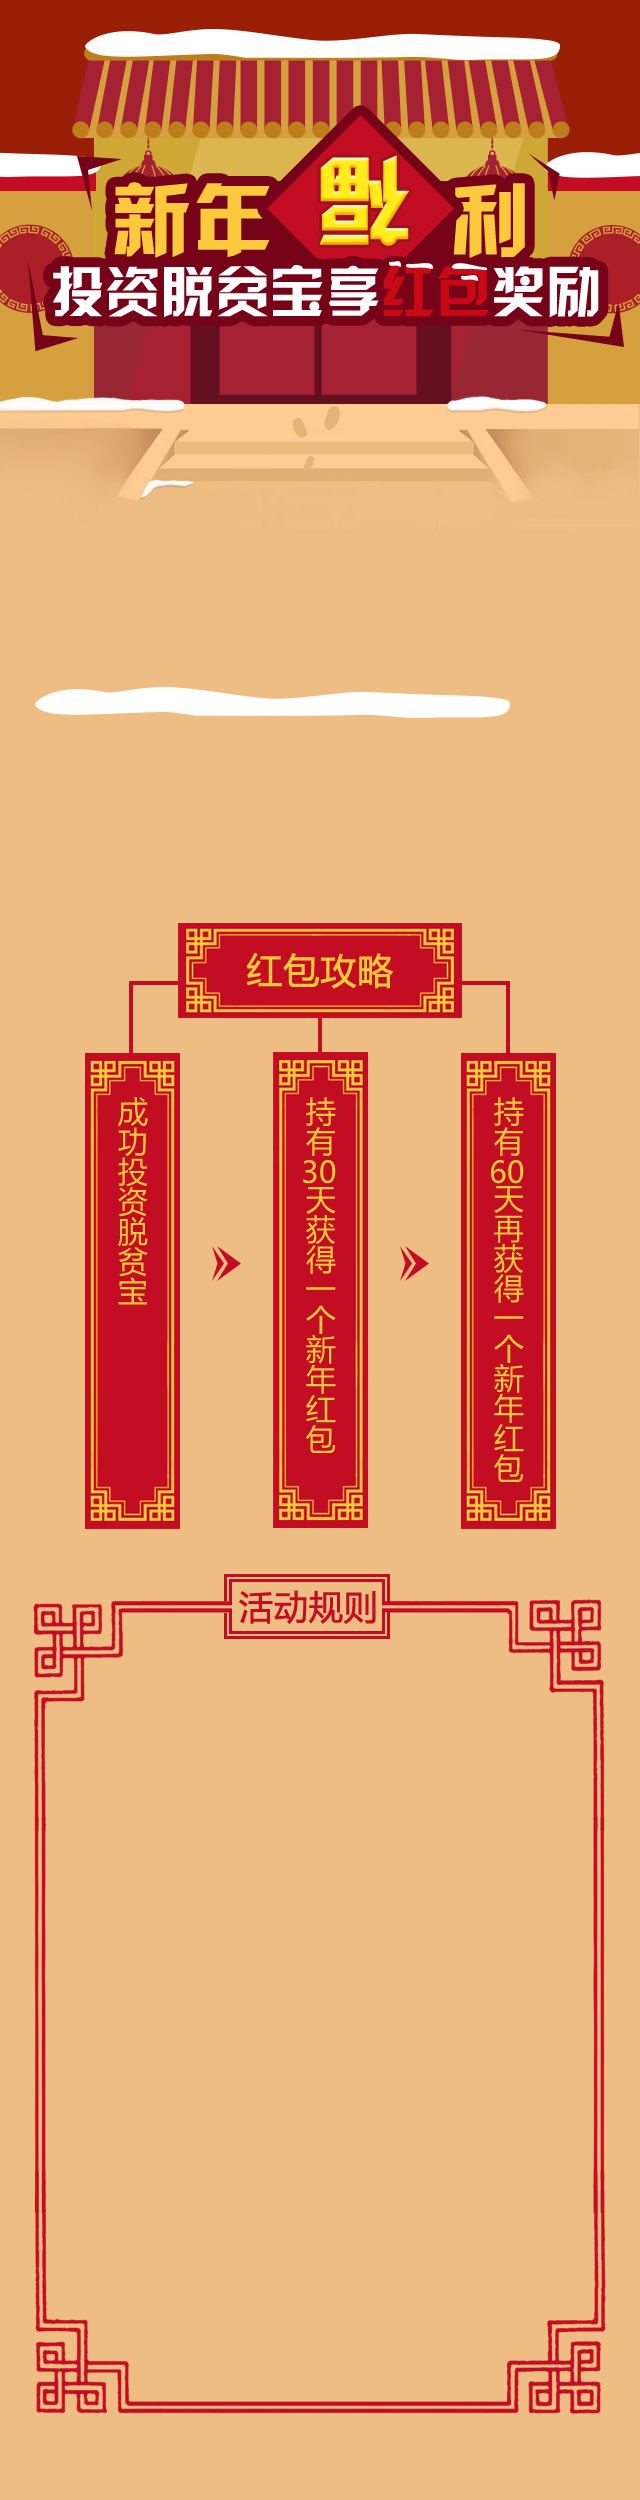 新年福利
投资脱贫宝享红包奖励
红包攻略
成功投资脱贫宝
持有30天获得一个新年红包
持有60天再获得一个新年红包
活动规则